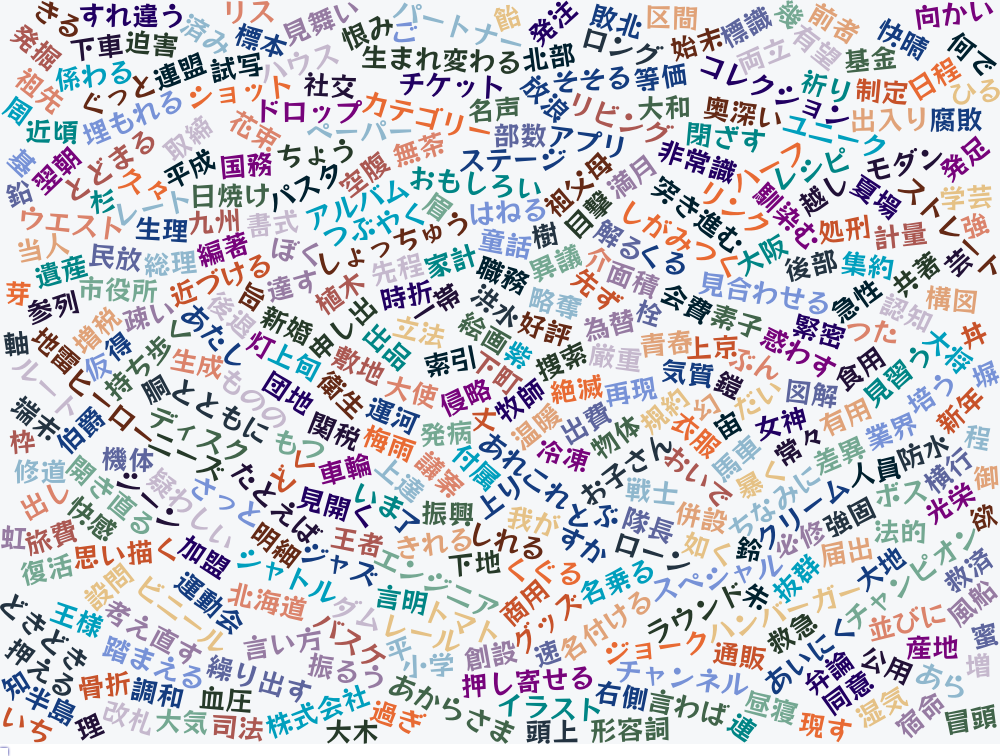 きる
すれ違う
済み
リス
見舞い
恨み
ご
パートナー
飴
発注
敗北
区間
標識
幾
前者
快晴
向かい
発掘
下車
迫害
標本
ハウス
生まれ変わる
北部
ロング
始末
両立
有望
基金
何で
祖先
係わる
ぐっと
連盟
試写
社交
チケット
放浪
そそる
等価
コレクション
祈り
制定
日程
ひる
周
近頃
埋もれる
ショット
ドロップ
カテゴリー
名声
リビング
大和
奥深い
出入り
腐敗
取締
花束
ペーパー
部数
アプリ
閉ざす
ユニーク
基
鉛
翌朝
とどまる
平成
国務
ちょう
空腹
無茶
ステージ
祖父母
満月
非常識
ハーフ
レシピ
モダン
発足
杉
スタート
日焼け
パスタ
アルバム
おもしろい
目撃
突き進む
リンク
馴染む
越し
夏場
ストレート
学芸
強
ウエスト
レート
生理
九州
書式
つぶやく
眉
はねる
しがみつく
処刑
計量
当人
遺産
民放
総理
編著
ぼく
しょっちゅう
童話
樹
解る
くる
大阪
後部
集約
共著
芸
芽
参列
市役所
近づける
旨
達す
植木
先程
家計
職務
異議
介
面積
先ず
見合わせる
急性
認知
構図
軸
地雷
増税
疎い
後退
新婚
時折
一帯
洪水
略奪
会費
素子
緊密
つた
丼
仮
得
持ち歩く
あたし
灯
上旬
母
出品
立法
絵画
紫
好評
為替
栓
青春
上京
惑わす
ぶん
食用
見習う
大将
堀
ルート
ヒーロー
胴
生成
ものの
敷地
索引
下町
捜索
厳重
気質
鎧
図解
端末
伯爵
ディスク
とともに
団地
衛生
大使
侵略
牧師
絶滅
再現
規約
大幻
だい
宙
女神
有用
培う
新年
枠
修道
機体
ニーズ
もつ
関税
運河
梅雨
発病
丈
温暖
出費
物体
衣服
馬車
常々
差異
業界
防水
程
出し
開き直る
シーン
疑わしい
ざっと
たとえば
車輪
上達
議案
付属
あれこれ
冷凍
お子さん
おいで
暴く
人員
横行
御
虹
旅費
快感
見開く
いま
了
振興
上り
我が
とぶ
戦士
隊長
併設
ちなみに
クリーム
強固
ボス
光栄
欲
復活
思い描く
加盟
明細
ジャズ
王者
きれる
しれる
すか
ローン
如く
鈴
必修
届出
法的
チャンピオン
設問
ビニール
運動会
シャトル
エンジニア
下地
くぐる
名乗る
スペシャル
抜群
大地
救済
どきどき
王様
考え直す
北海道
ダム
言明
レール
トマト
商用
グッズ
名付ける
ラウンド
未
ハンバーガー
救急
並びに
風船
押える
踏まえる
言い方
バスク
平
小学
創設
速
ジョーク
通販
あいにく
弁論
公用
産地
蜜
知
半島
骨折
調和
繰り出す
振るう
押し寄せる
チャンネル
同意
あら
増
いち
理
改札
大気
司法
血圧
株式会社
大木
過ぎ
あからさま
イラスト
頭上
右側
形容詞
言わば
連
昼寝
現す
湿気
宿命
冒頭